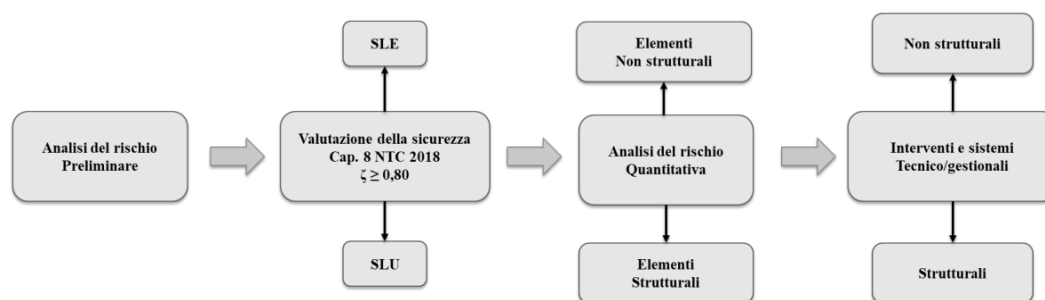 Analisi del rischio
Preliminare
SLE
Valutazione della sicurezza
Cap. 8 NTC 2018
ζ ≥ 0,80
SLU
Elementi
Non strutturali
Analisi del rischio
Quantitativa
Elementi
Strutturali
Non strutturali
Interventi e sistemi
Tecnico/gestionali
Strutturali